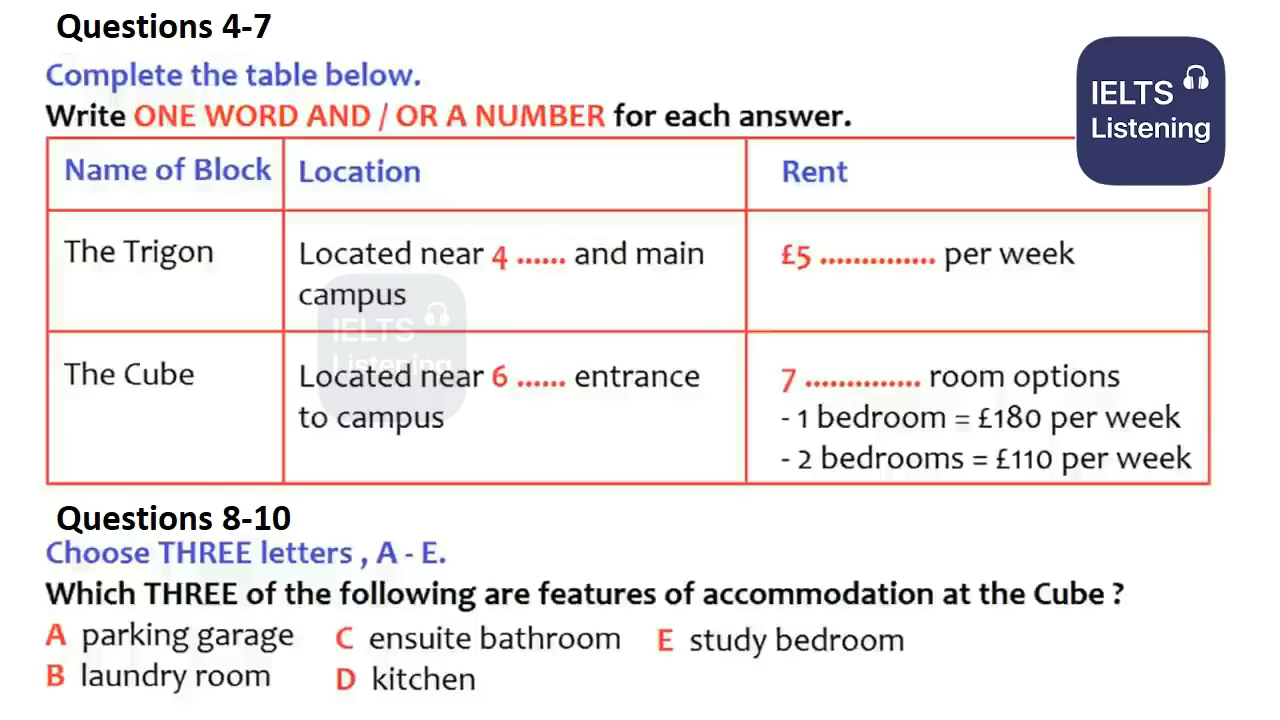 Questions 4-7
Complete the table below.
Write ONE WORD AND / OR A NUMBER for each answer.
IELTS
Listening
Name of Block
Location
Rent
The Trigon
Located near 4 ...... and main
campus
£5 .............. per week
IELTS
Listening
The Cube
Located near 6 ...... entrance
to campus
7 .............. room options
- 1 bedroom = £180 per week
- 2 bedrooms = £110 per week
Questions 8-10
Choose THREE letters , A - E.
Which THREE of the following are features of accommodation at the Cube ?
A parking garage
C ensuite bathroom
E study bedroom
B laundry room
D kitchen